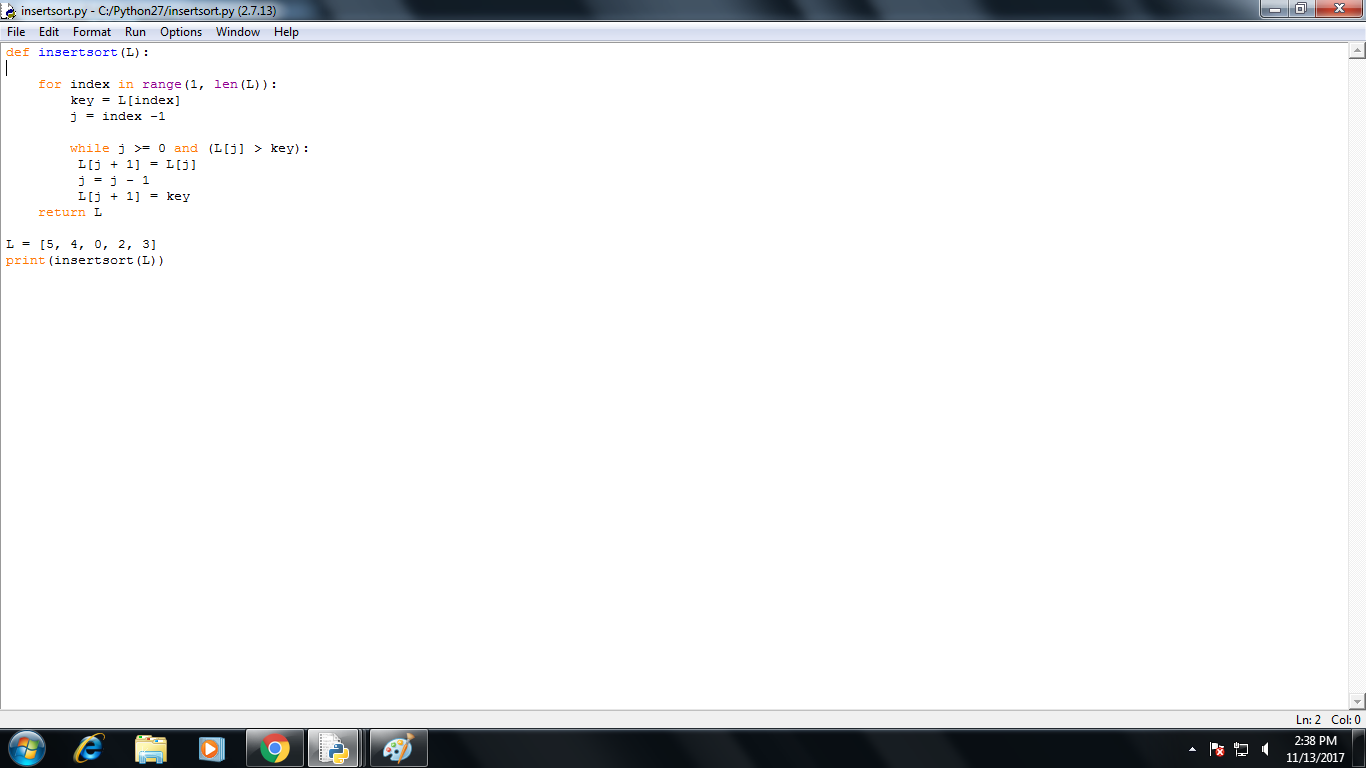 insertsort.py - C:/Python27/insertsort.py (2.7.13)
File Edit Format Run Options Window Help
def insertsort(L):
    for index in range(1, len(L)):
        key = L[index]
        j = index -1
        while j >= 0 and (L[j] > key):
         L[j + 1] = L[j]
         j = j - 1
         L[j + 1] = key
    return L
L = [5, 4, 0, 2, 3]
print(insertsort(L))
Ln: 2 Col: 0
2:38 PM
11/13/2017